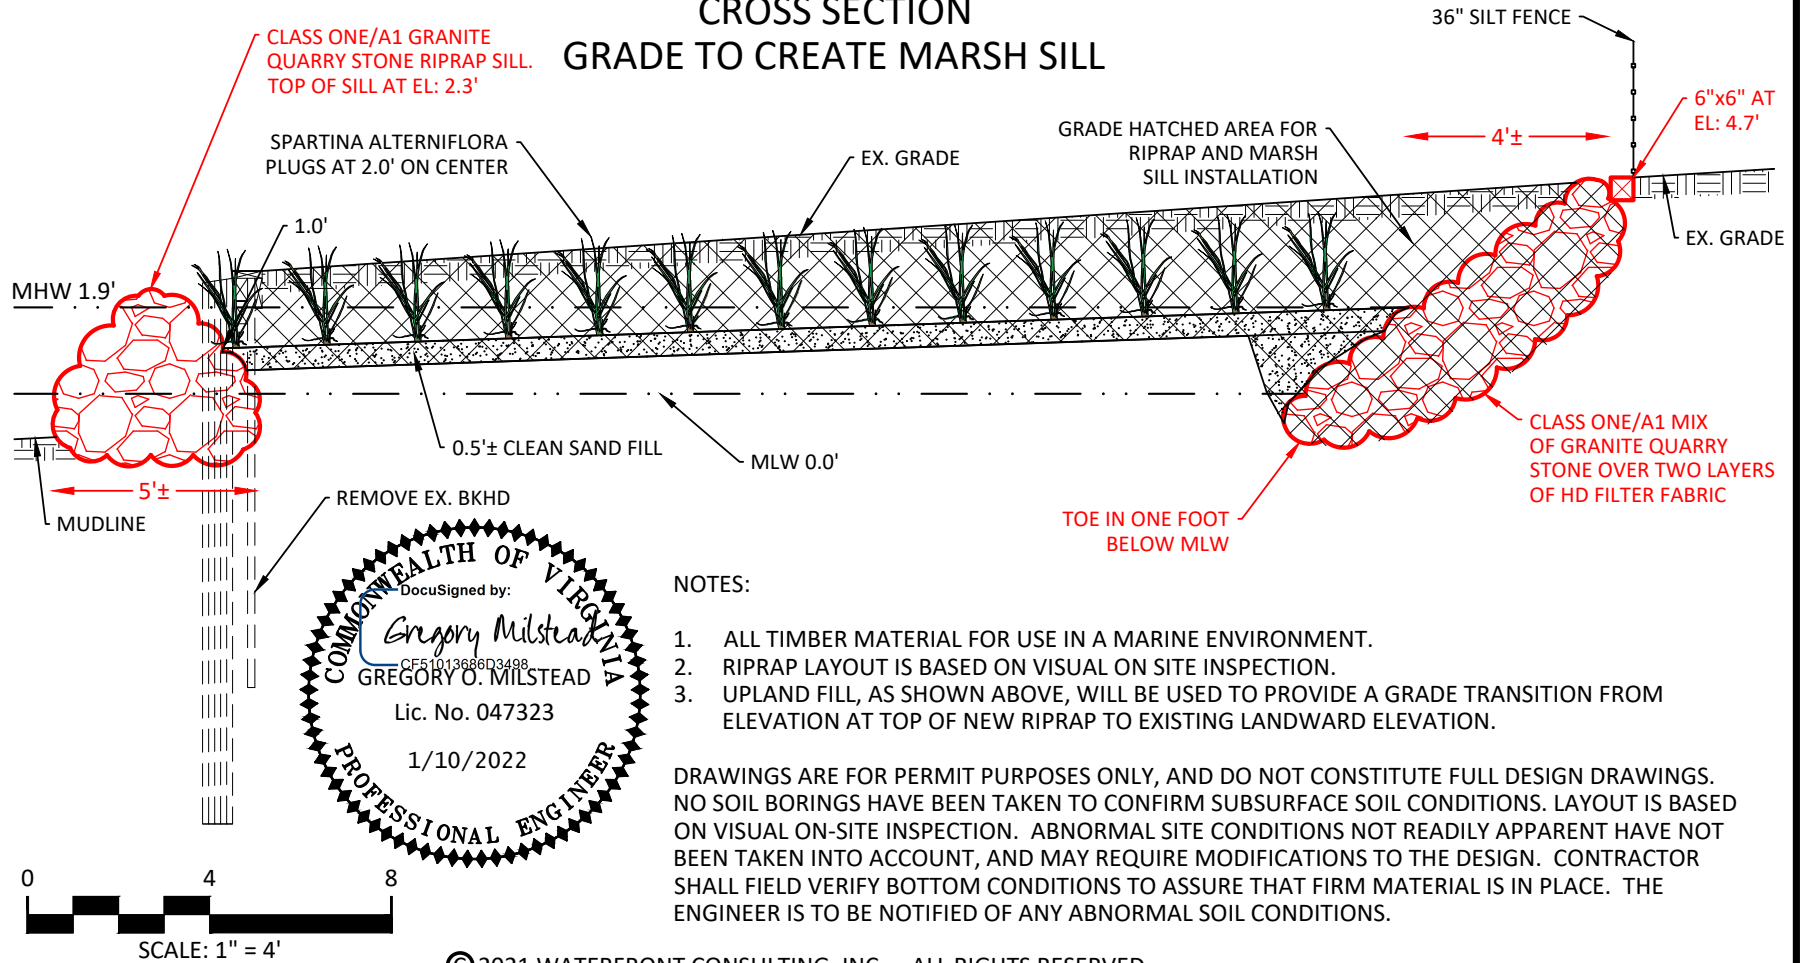 CROSS SECTION
GRADE TO CREATE MARSH SILL
36" SILT FENCE
CLASS ONE/A1 GRANITE
QUARRY STONE RIPRAP SILL.
TOP OF SILL AT EL: 2.3'
6"x6" AT
EL: 4.7'
4'±
SPARTINA ALTERNIFLORA
PLUGS AT 2.0' ON CENTER
EX. GRADE
GRADE HATCHED AREA FOR
RIPRAP AND MARSH
SILL INSTALLATION
1.0'
EX. GRADE
MHW 1.9'
0.5'± CLEAN SAND FILL
MLW 0.0'
CLASS ONE/A1 MIX
OF GRANITE QUARRY
STONE OVER TWO LAYERS
OF HD FILTER FABRIC
5'±
MUDLINE
REMOVE EX. BKHD
TOE IN ONE FOOT
BELOW MLW
COMMONWEALTH OF VIRGINIA
DocuSigned by:
Gregory Milstead
CF51013686D3498...
GREGORY O. MILSTEAD
Lic. No. 047323
1/10/2022
PROFESSIONAL ENGINEER
NOTES:
1. ALL TIMBER MATERIAL FOR USE IN A MARINE ENVIRONMENT.
2. RIPRAP LAYOUT IS BASED ON VISUAL ON SITE INSPECTION.
3. UPLAND FILL, AS SHOWN ABOVE, WILL BE USED TO PROVIDE A GRADE TRANSITION FROM
ELEVATION AT TOP OF NEW RIPRAP TO EXISTING LANDWARD ELEVATION.
DRAWINGS ARE FOR PERMIT PURPOSES ONLY, AND DO NOT CONSTITUTE FULL DESIGN DRAWINGS.
NO SOIL BORINGS HAVE BEEN TAKEN TO CONFIRM SUBSURFACE SOIL CONDITIONS. LAYOUT IS BASED
ON VISUAL ON-SITE INSPECTION. ABNORMAL SITE CONDITIONS NOT READILY APPARENT HAVE NOT
BEEN TAKEN INTO ACCOUNT, AND MAY REQUIRE MODIFICATIONS TO THE DESIGN. CONTRACTOR
SHALL FIELD VERIFY BOTTOM CONDITIONS TO ASSURE THAT FIRM MATERIAL IS IN PLACE. THE
ENGINEER IS TO BE NOTIFIED OF ANY ABNORMAL SOIL CONDITIONS.
0 4 8
SCALE: 1" = 4'
© 2021 WATERFRONT CONSULTING, INC. ALL RIGHTS RESERVED